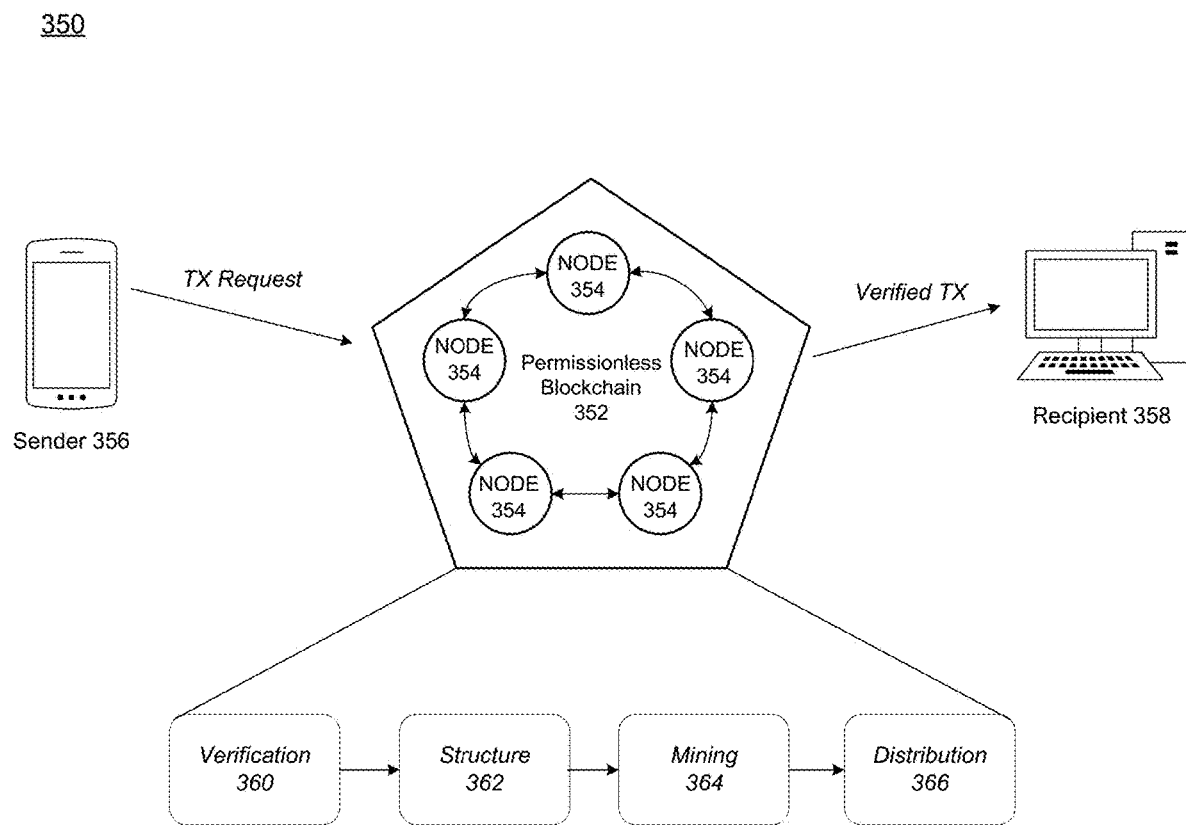 350
NODE
354
TX Request
Verified TX
NODE
354
Permissionless
Blockchain
352
NODE
354
Sender 356
Recipient 358
NODE
354
NODE
354
Verification
360
Structure
362
Mining
364
Distribution
366